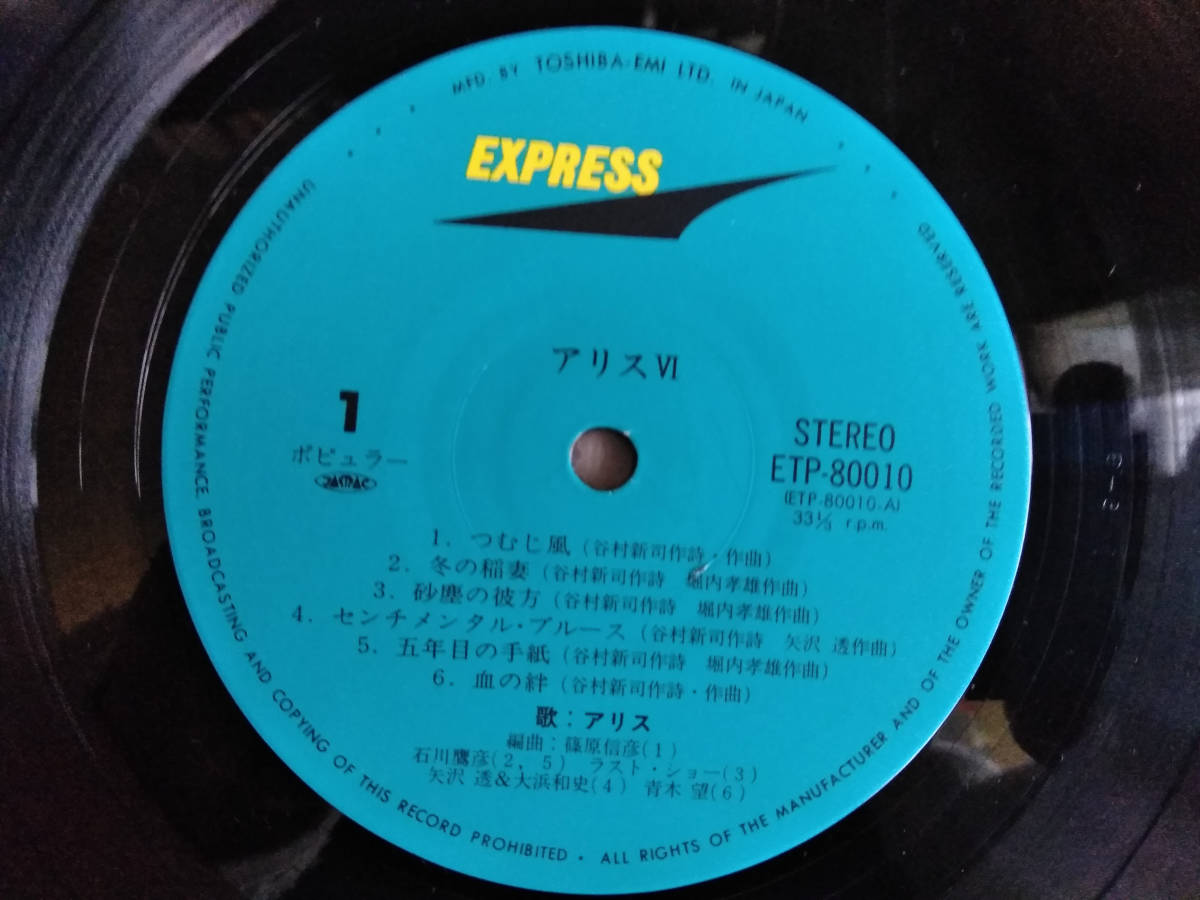 MFD. BY TOSHIBA-EMI LTD. IN JAPAN
EXPRESS
アリス VI
1
ポピュラー
STEREO
ETP-80010
(ETP-80010-A)
33⅓ r.p.m.
1. つむじ風 (谷村新司作詩・作曲)
2. 冬の稲妻 (谷村新司作詩 堀内孝雄作曲)
3. 砂塵の彼方 (谷村新司作詩 堀内孝雄作曲)
4. センチメンタル・ブルース (谷村新司作詩 矢沢 透作曲)
5. 五年目の手紙 (谷村新司作詩 堀内孝雄作曲)
6. 血の絆 (谷村新司作詩・作曲)
歌：アリス
編曲：篠原信彦(1)
石川鷹彦(2, 5) ラスト・ショー(3)
矢沢 透&大浜和史(4) 青木 望(6)
UNAUTHORIZED PUBLIC PERFORMANCE, BROADCASTING AND COPYING OF THIS RECORD PROHIBITED • ALL RIGHTS OF THE MANUFACTURER AND OF THE OWNER OF THE RECORDED WORK ARE RESERVED